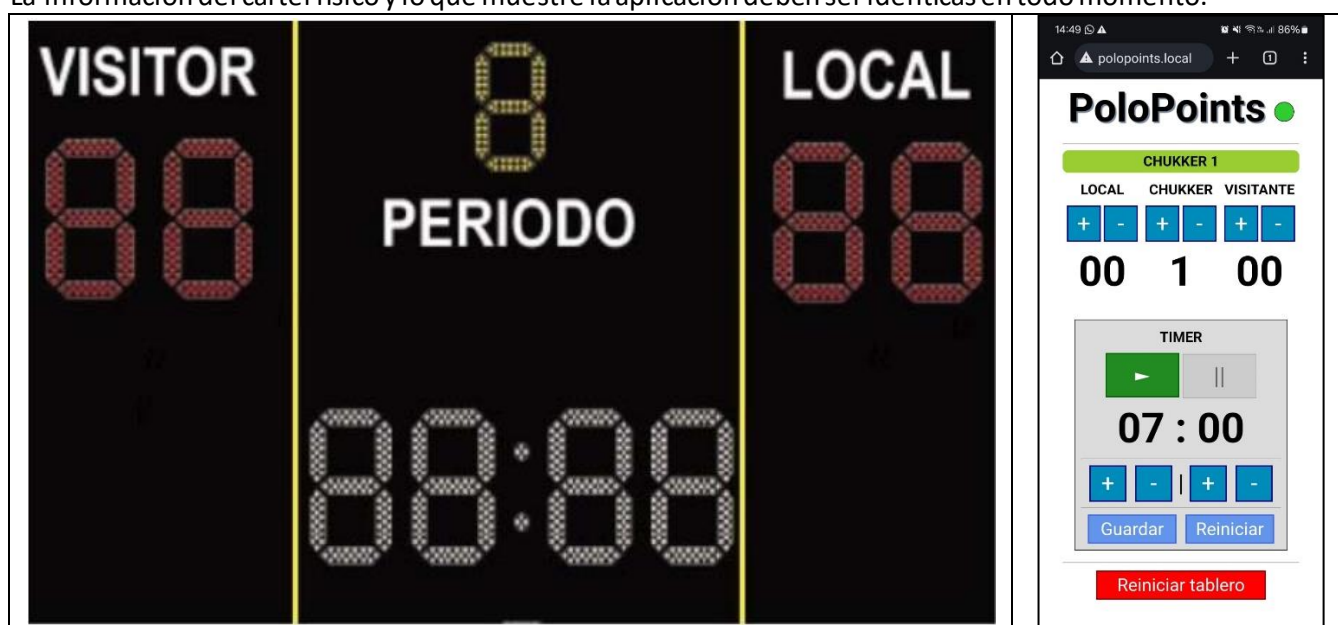 La información del cartel físico y lo que muestre la aplicación deben ser idénticas en todo momento.
VISITOR
88
8
PERIODO
88:88
LOCAL
88
14:49
86%
polopoints.local
+
1
PoloPoints
CHUKKER 1
LOCAL CHUKKER VISITANTE
+ - + - + -
00 1 00
TIMER
► ||
07 : 00
+ - | + -
Guardar Reiniciar
Reiniciar tablero